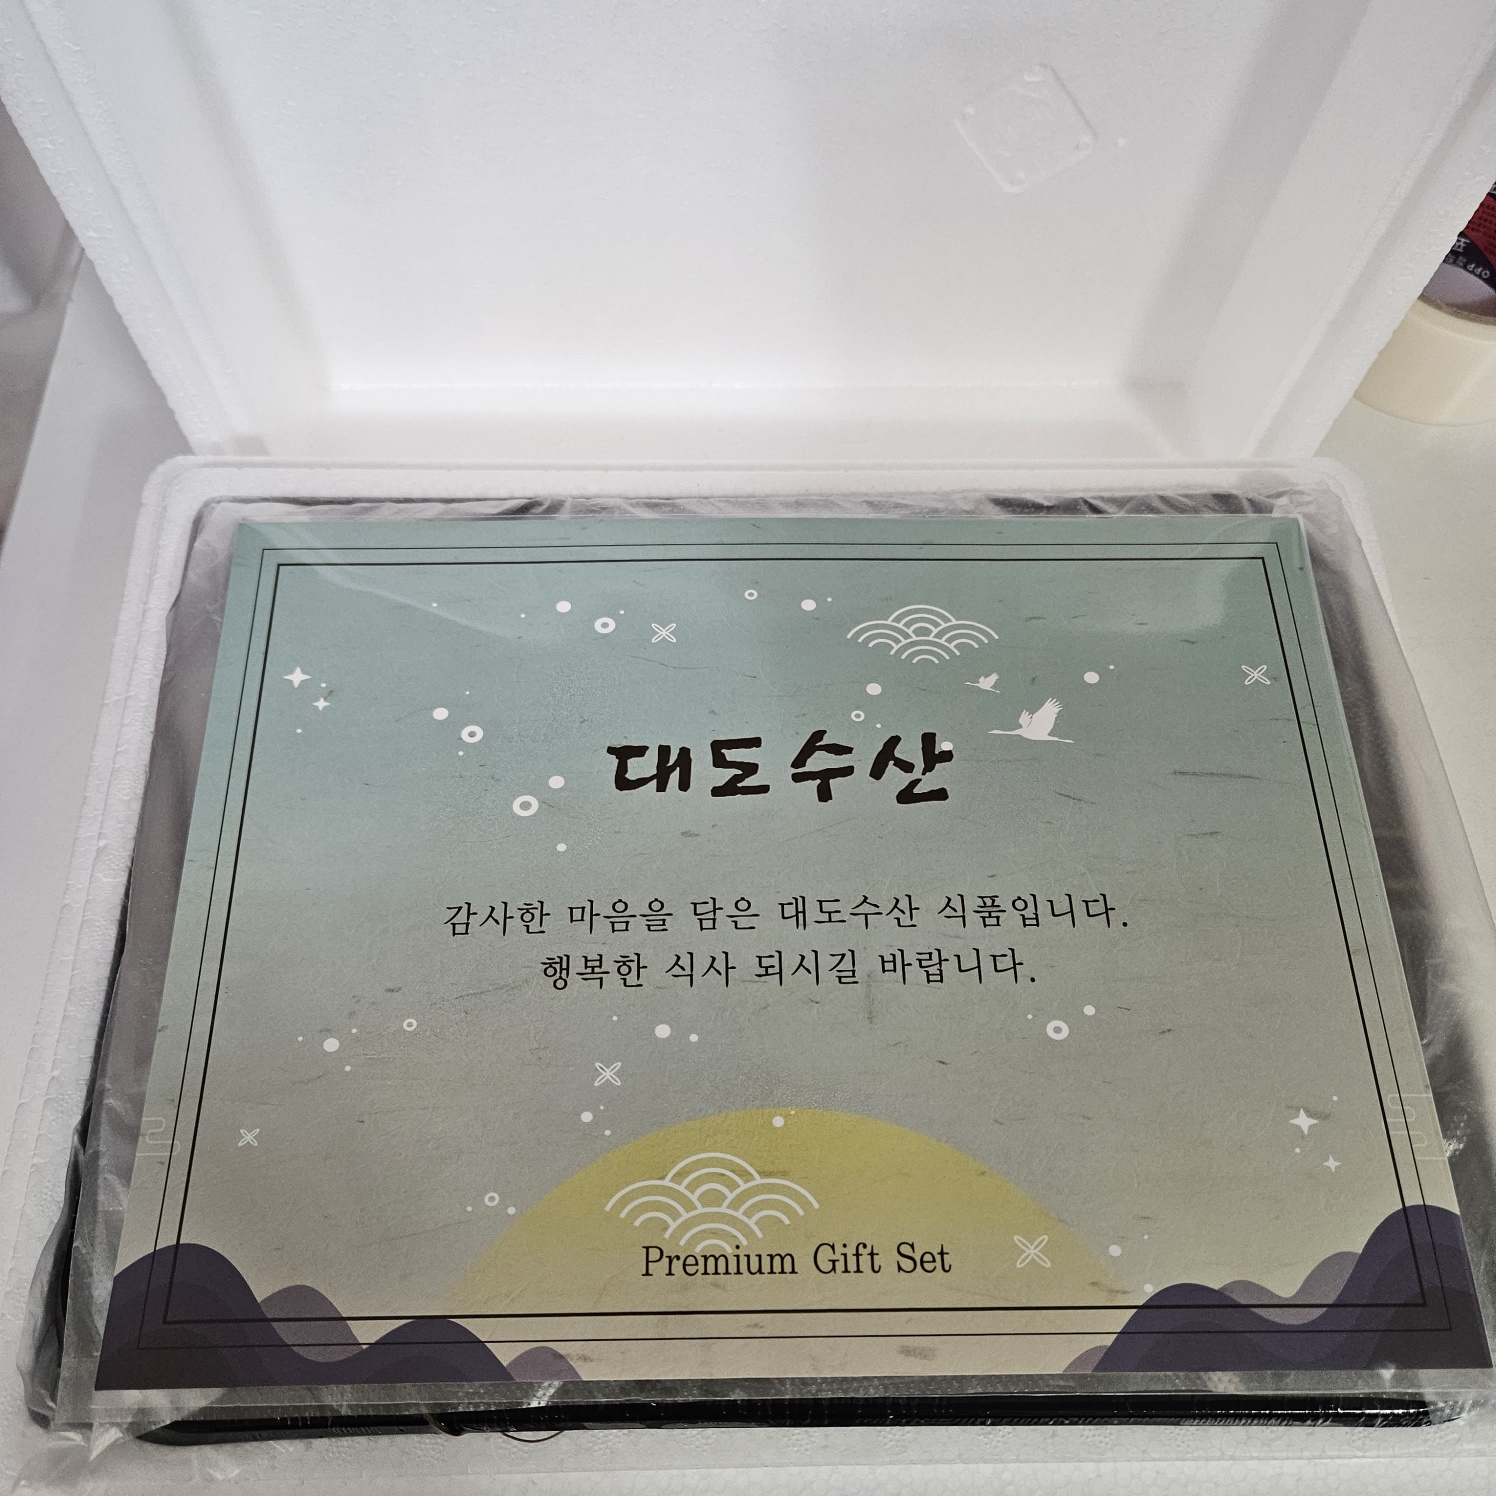 대도수산
감사한 마음을 담은 대도수산 식품입니다.
행복한 식사 되시길 바랍니다.
Premium Gift Set
OPP